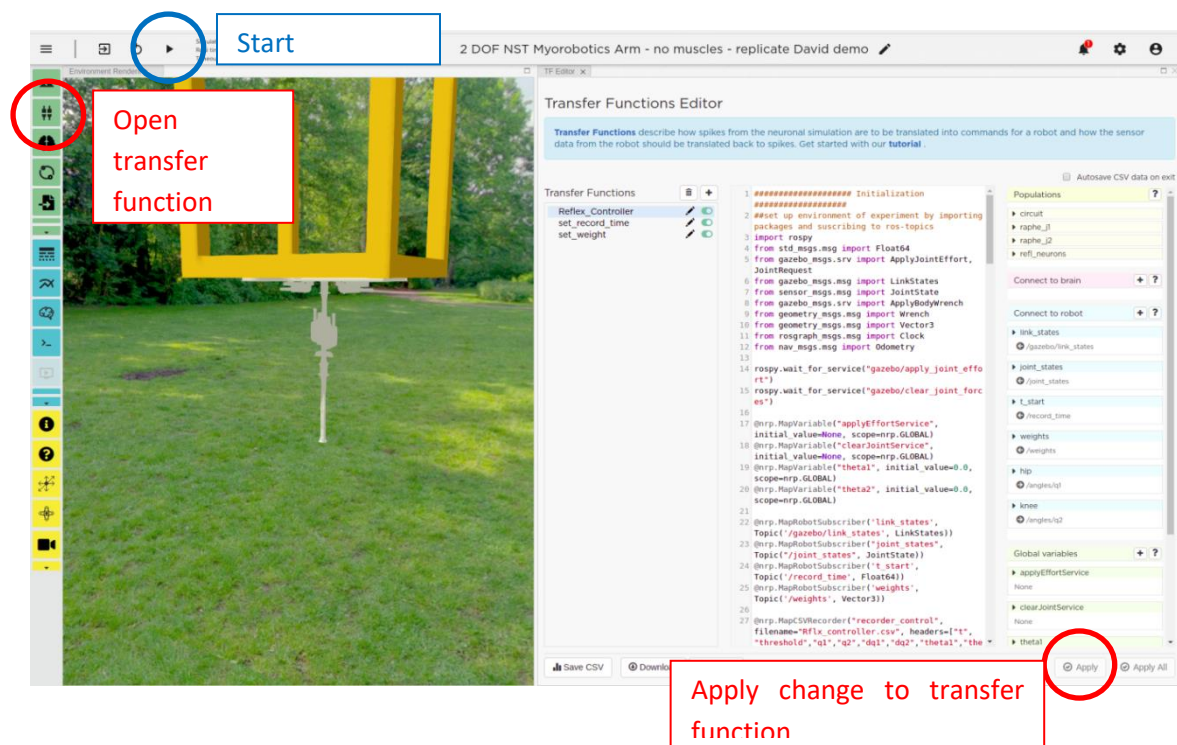 Start
2 DOF NST Myorobotics Arm - no muscles - replicate David demo
Environment Render
TF Editor x
Open
transfer
function
Transfer Functions Editor
Transfer Functions describe how spikes from the neuronal simulation are to be translated into commands for a robot and how the sensor
data from the robot should be translated back to spikes. Get started with our tutorial .
Autosave CSV data on exit
Transfer Functions
Reflex_Controller
set_record_time
set_weight
1 #################### Initialization
###################
2 ##set up environment of experiment by importing
packages and suscribing to ros-topics
3 import rospy
4 from std_msgs.msg import Float64
5 from gazebo_msgs.srv import ApplyJointEffort,
JointRequest
6 from gazebo_msgs.msg import LinkStates
7 from sensor_msgs.msg import JointState
8 from gazebo_msgs.srv import ApplyBodyWrench
9 from geometry_msgs.msg import Wrench
10 from geometry_msgs.msg import Vector3
11 from rosgraph_msgs.msg import Clock
12 from nav_msgs.msg import Odometry
13
14 rospy.wait_for_service("gazebo/apply_joint_effo
rt")
15 rospy.wait_for_service("gazebo/clear_joint_forc
es")
16
17 @nrp.MapVariable("applyEffortService",
initial_value=None, scope=nrp.GLOBAL)
18 @nrp.MapVariable("clearJointService",
initial_value=None, scope=nrp.GLOBAL)
19 @nrp.MapVariable("theta1", initial_value=0.0,
scope=nrp.GLOBAL)
20 @nrp.MapVariable("theta2", initial_value=0.0,
scope=nrp.GLOBAL)
21
22 @nrp.MapRobotSubscriber('link_states',
Topic('/gazebo/link_states', LinkStates))
23 @nrp.MapRobotSubscriber("joint_states",
Topic("/joint_states", JointState))
24 @nrp.MapRobotSubscriber('t_start',
Topic('/record_time', Float64))
25 @nrp.MapRobotSubscriber('weights',
Topic('/weights', Vector3))
26
27 @nrp.MapCSVRecorder("recorder_control",
filename="Rflx_controller.csv", headers=["t",
"threshold","q1","q2","dq1","dq2","theta1","the
Populations ?
circuit
raphe_j1
raphe_j2
refl_neurons
Connect to brain + ?
Connect to robot + ?
link_states
/gazebo/link_states
joint_states
/joint_states
t_start
/record_time
weights
/weights
hip
/angles/q1
knee
/angles/q2
Global variables + ?
applyEffortService
None
clearJointService
None
theta1
Save CSV
Downlo
Apply
Apply All
Apply change to transfer
function